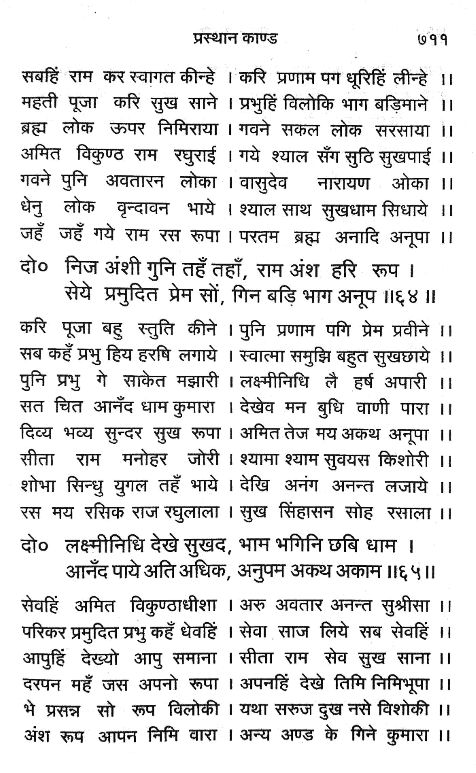 प्रस्थान काण्ड ७११
सबहिं राम कर स्वागत कीन्हे । करि प्रणाम पग धूरिहिं लीन्हे ।।
महती पूजा करि सुख साने । प्रभुहिं विलोकि भाग बड़िमाने ।।
ब्रह्म लोक ऊपर निमिराया । गवने सकल लोक सरसाया ।।
अमित विकुण्ठ राम रघुराई । गये श्याल सँग सुठि सुखपाई ।।
गवने पुनि अवतारन लोका । वासुदेव नारायण ओका ।।
धेनु लोक वृन्दावन भाये । श्याल साथ सुखधाम सिधाये ।।
जहँ जहँ गये राम रस रूपा । परतम ब्रह्म अनादि अनूपा ।।
दो० निज अंशी गुनि तहँ तहाँ, राम अंश हरि रूप ।
सेये प्रमुदित प्रेम सों, गिन बड़ि भाग अनूप ॥६४॥
करि पूजा बहु स्तुति कीने । पुनि प्रणाम पगि प्रेम प्रवीने ।।
सब कहँ प्रभु हिय हरषि लगाये । स्वात्मा समुझि बहुत सुखछाये ।।
पुनि प्रभु गे साकेत मझारी । लक्ष्मीनिधि लै हर्ष अपारी ।।
सत चित आनँद धाम कुमारा । देखेव मन बुधि वाणी पारा ।।
दिव्य भव्य सुन्दर सुख रूपा । अमित तेज मय अकथ अनूपा ।।
सीता राम मनोहर जोरी । श्यामा श्याम सुवयस किशोरी ।।
शोभा सिन्धु युगल तहँ भाये । देखि अनंग अनन्त लजाये ।।
रस मय रसिक राज रघुलाला । सुख सिंहासन सोह रसाला ।।
दो० लक्ष्मीनिधि देखे सुखद, भाम भगिनि छबि धाम ।
आनँद पाये अति अधिक, अनुपम अकथ अकाम ॥६५॥
सेवहिं अमित विकुण्ठाधीशा । अरु अवतार अनन्त सुश्रीसा ।।
परिकर प्रमुदित प्रभु कहँ धेवहिं । सेवा साज लिये सब सेवहिं ।।
आपुहिं देख्यो आपु समाना । सीता राम सेव सुख साना ।।
दरपन महँ जस अपनो रूपा । अपनहिं देखे तिमि निमिभूपा ।।
भे प्रसन्न सो रूप विलोकी । यथा सरुज दुख नसे विशोकी ।।
अंश रूप आपन निमि वारा । अन्य अण्ड के गिने कुमारा ।।